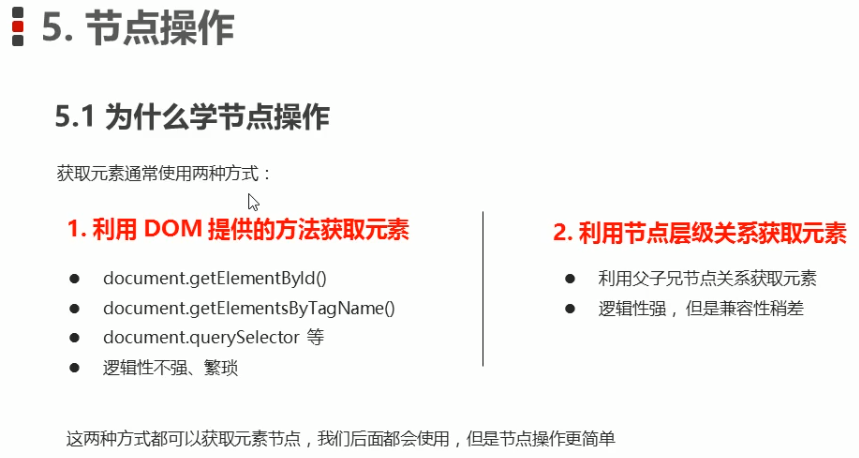 5. 节点操作
5.1 为什么学节点操作
获取元素通常使用两种方式：
1. 利用 DOM 提供的方法获取元素
document.getElementById()
document.getElementsByTagName()
document.querySelector 等
逻辑性不强、繁琐
2. 利用节点层级关系获取元素
利用父子兄节点关系获取元素
逻辑性强，但是兼容性稍差
这两种方式都可以获取元素节点，我们后面都会使用，但是节点操作更简单